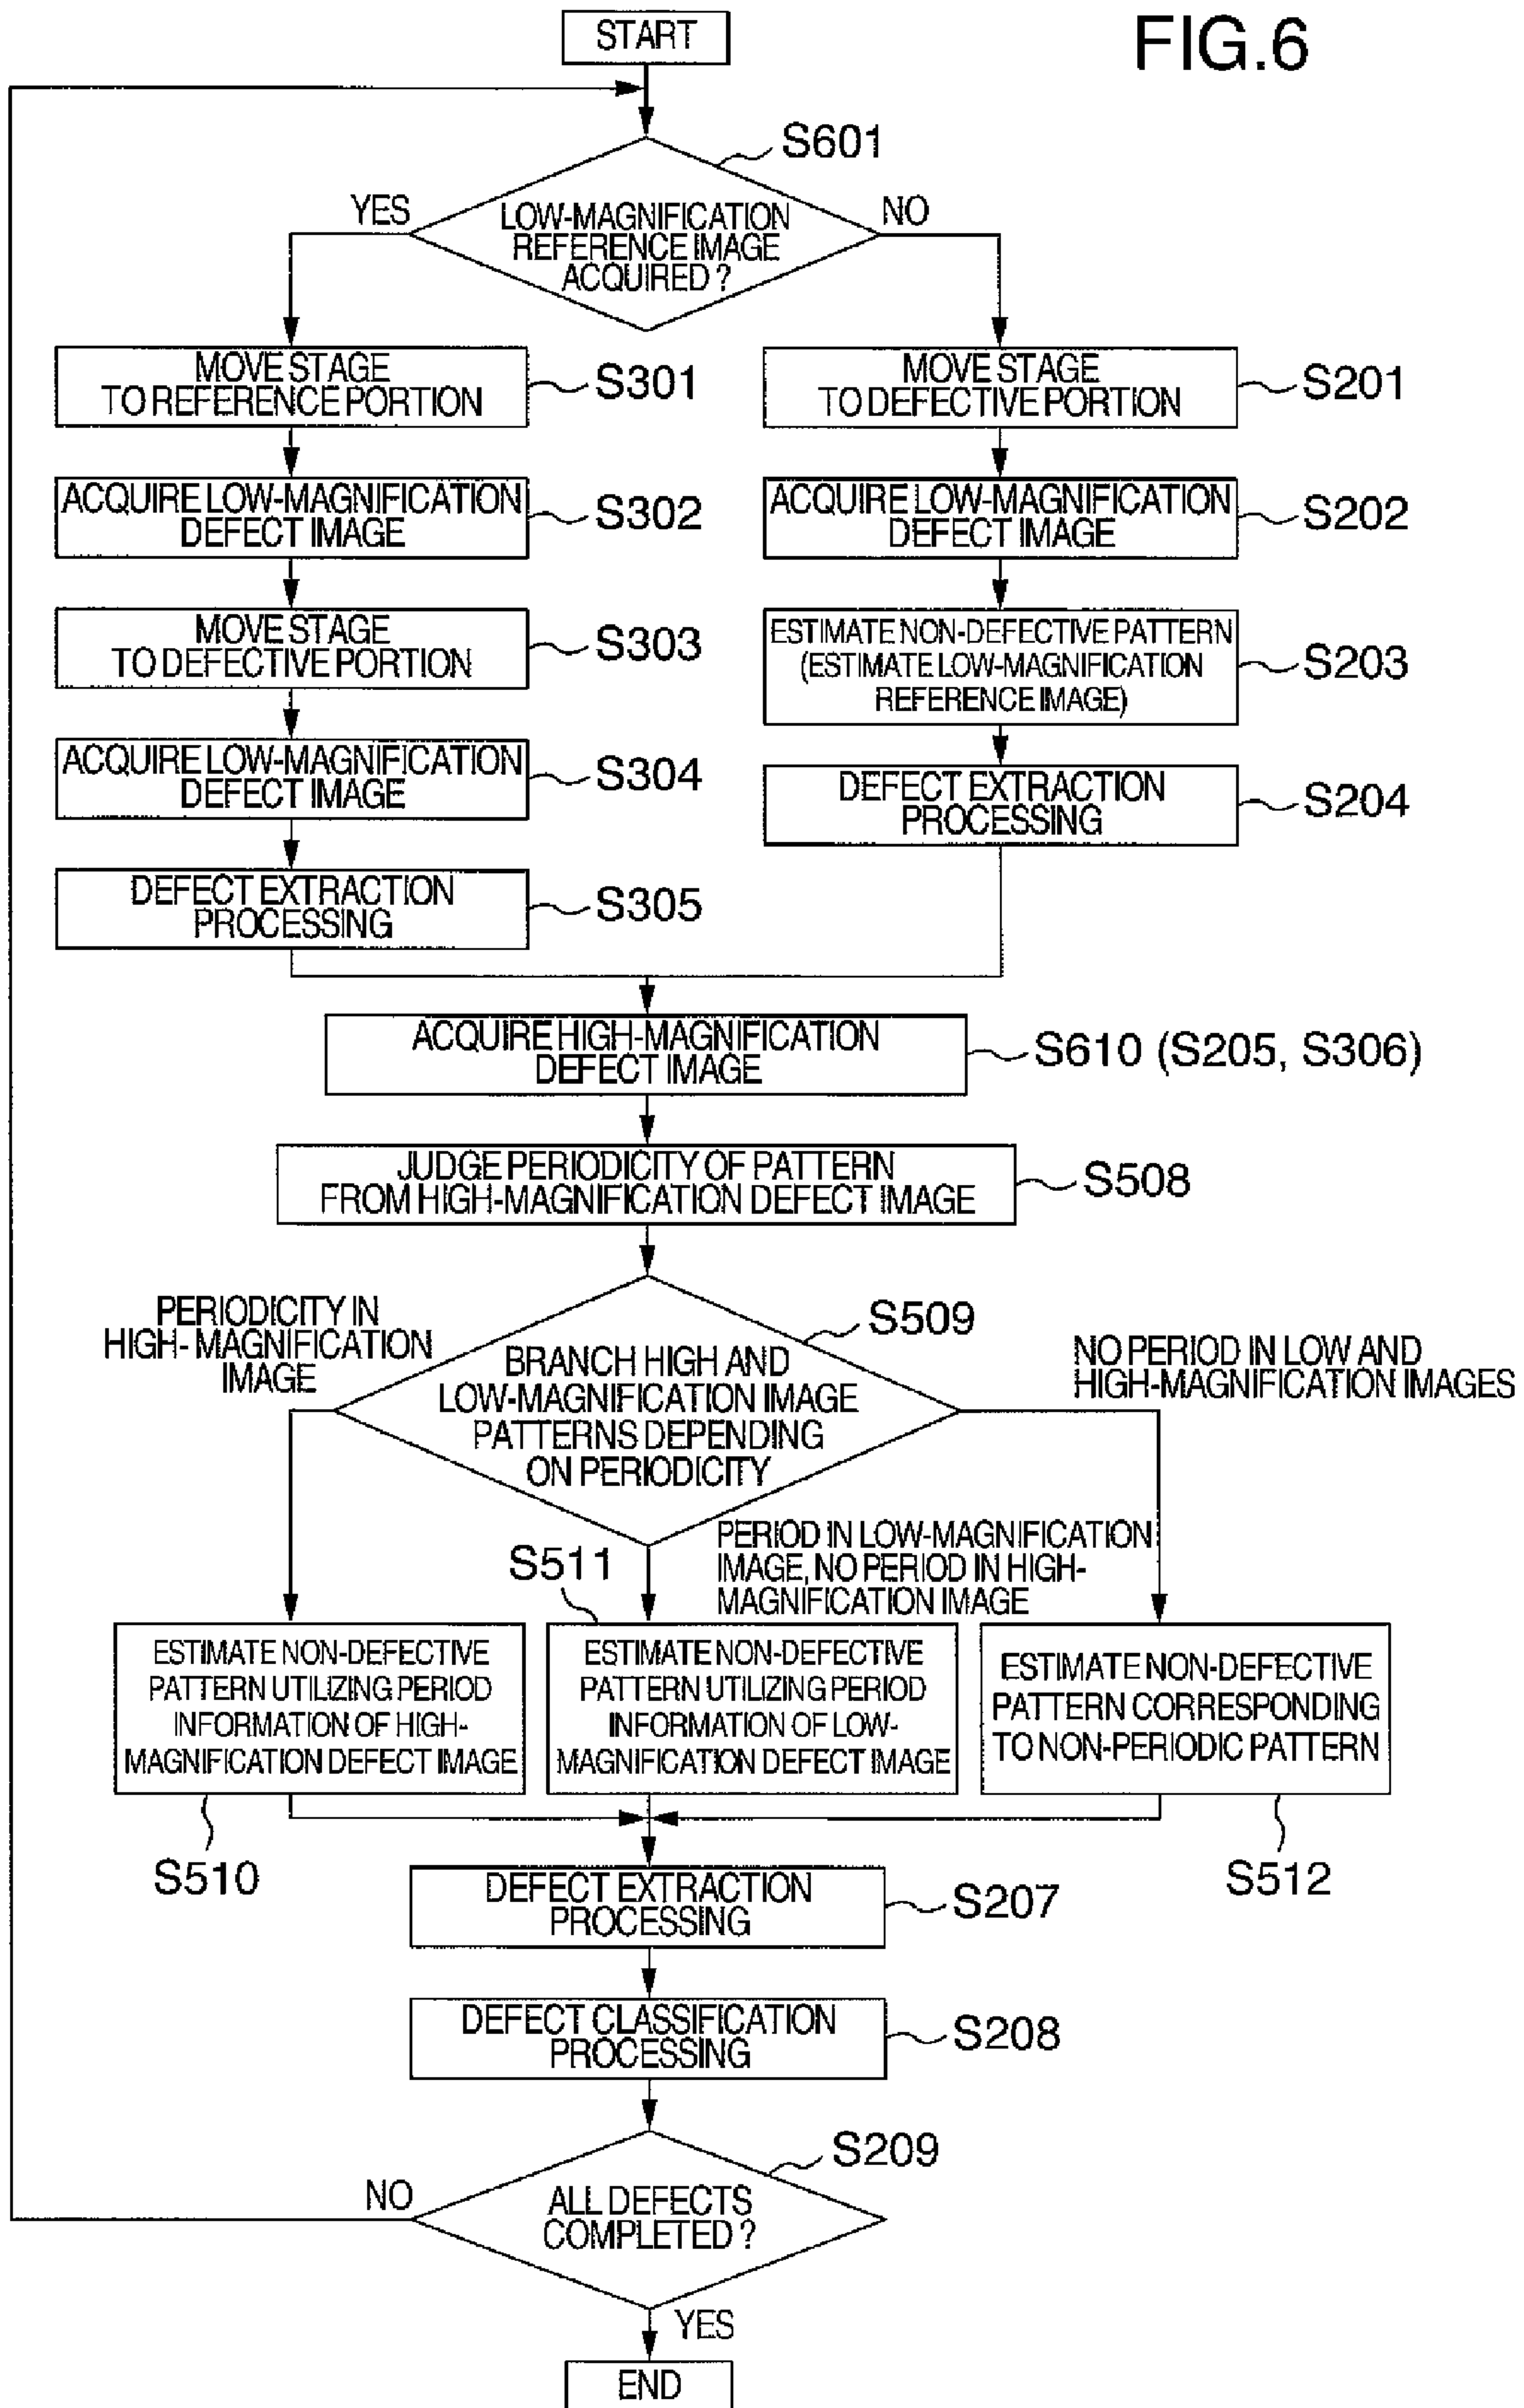 FIG.6
START
S601
YES
NO
LOW-MAGNIFICATION
REFERENCE IMAGE
ACQUIRED ?
MOVE STAGE
TO REFERENCE PORTION
S301
MOVE STAGE
TO DEFECTIVE PORTION
S201
ACQUIRE LOW-MAGNIFICATION
DEFECT IMAGE
S302
ACQUIRE LOW-MAGNIFICATION
DEFECT IMAGE
S202
MOVE STAGE
TO DEFECTIVE PORTION
S303
ESTIMATE NON-DEFECTIVE PATTERN
(ESTIMATE LOW-MAGNIFICATION
REFERENCE IMAGE)
S203
ACQUIRE LOW-MAGNIFICATION
DEFECT IMAGE
S304
DEFECT EXTRACTION
PROCESSING
S204
DEFECT EXTRACTION
PROCESSING
S305
ACQUIRE HIGH-MAGNIFICATION
DEFECT IMAGE
S610 (S205, S306)
JUDGE PERIODICITY OF PATTERN
FROM HIGH-MAGNIFICATION DEFECT IMAGE
S508
PERIODICITY IN
HIGH- MAGNIFICATION
IMAGE
S509
BRANCH HIGH AND
LOW-MAGNIFICATION IMAGE
PATTERNS DEPENDING
ON PERIODICITY
NO PERIOD IN LOW AND
HIGH-MAGNIFICATION IMAGES
S511
PERIOD IN LOW-MAGNIFICATION
IMAGE, NO PERIOD IN HIGH-
MAGNIFICATION IMAGE
ESTIMATE NON-DEFECTIVE
PATTERN UTILIZING PERIOD
INFORMATION OF HIGH-
MAGNIFICATION DEFECT IMAGE
ESTIMATE NON-DEFECTIVE
PATTERN UTILIZING PERIOD
INFORMATION OF LOW-
MAGNIFICATION DEFECT IMAGE
ESTIMATE NON-DEFECTIVE
PATTERN CORRESPONDING
TO NON-PERIODIC PATTERN
S510
S512
DEFECT EXTRACTION
PROCESSING
S207
DEFECT CLASSIFICATION
PROCESSING
S208
S209
NO
ALL DEFECTS
COMPLETED ?
YES
END